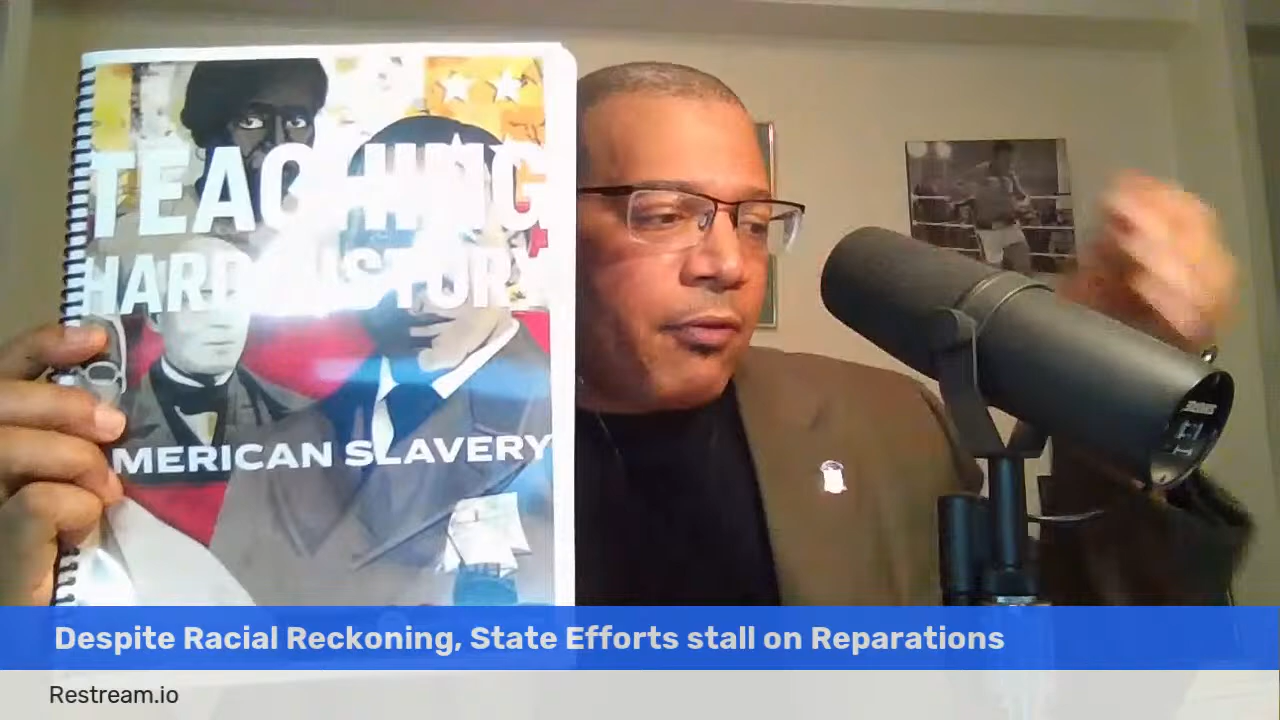 TEACHING
HARD HISTORY
AMERICAN SLAVERY
Despite Racial Reckoning, State Efforts stall on Reparations
Restream.io